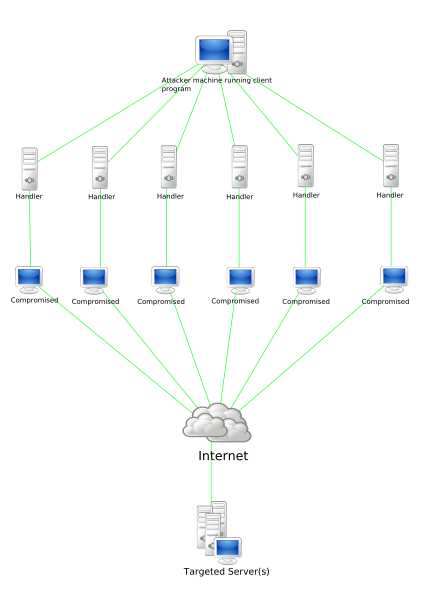 Attacker machine running client
program
Handler
Handler
Handler
Handler
Handler
Handler
Compromised
Compromised
Compromised
Compromised
Compromised
Compromised
Internet
Targeted Server(s)